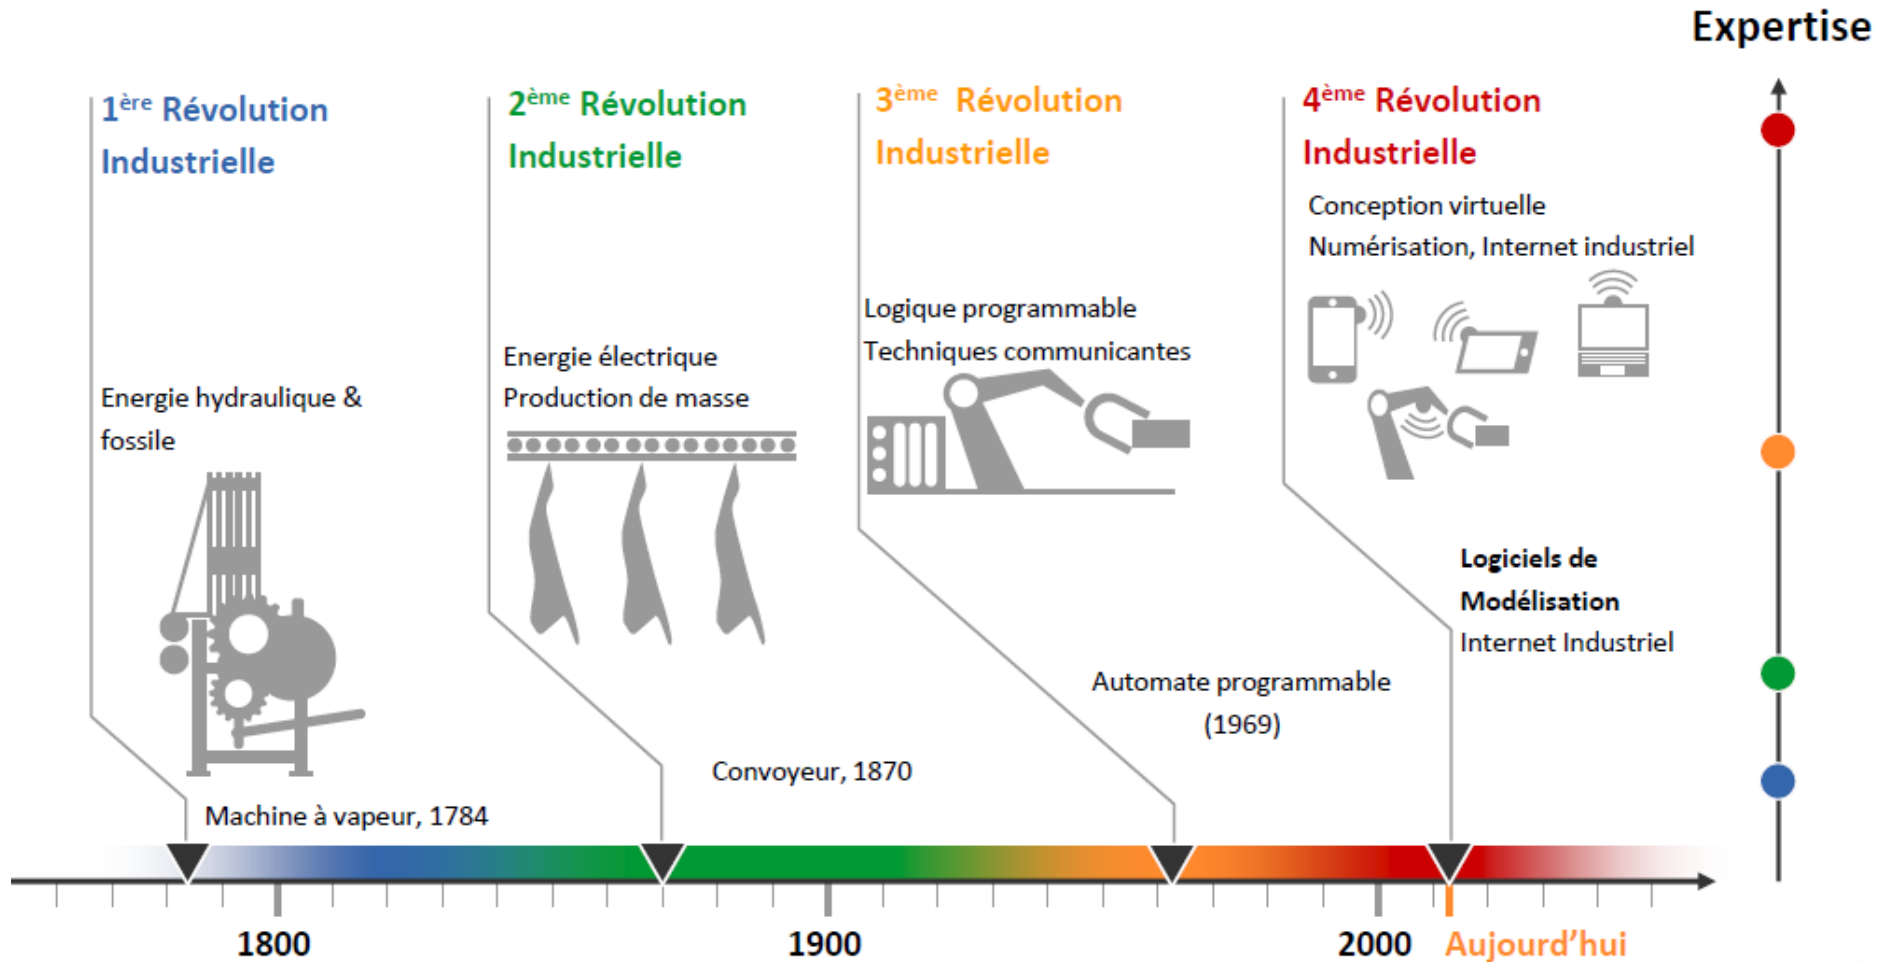 Expertise
1ère Révolution
Industrielle
Energie hydraulique &
fossile
Machine à vapeur, 1784
2ème Révolution
Industrielle
Energie électrique
Production de masse
Convoyeur, 1870
3ème Révolution
Industrielle
Logique programmable
Techniques communicantes
Automate programmable
(1969)
4ème Révolution
Industrielle
Conception virtuelle
Numérisation, Internet industriel
Logiciels de
Modélisation
Internet Industriel
1800
1900
2000
Aujourd'hui